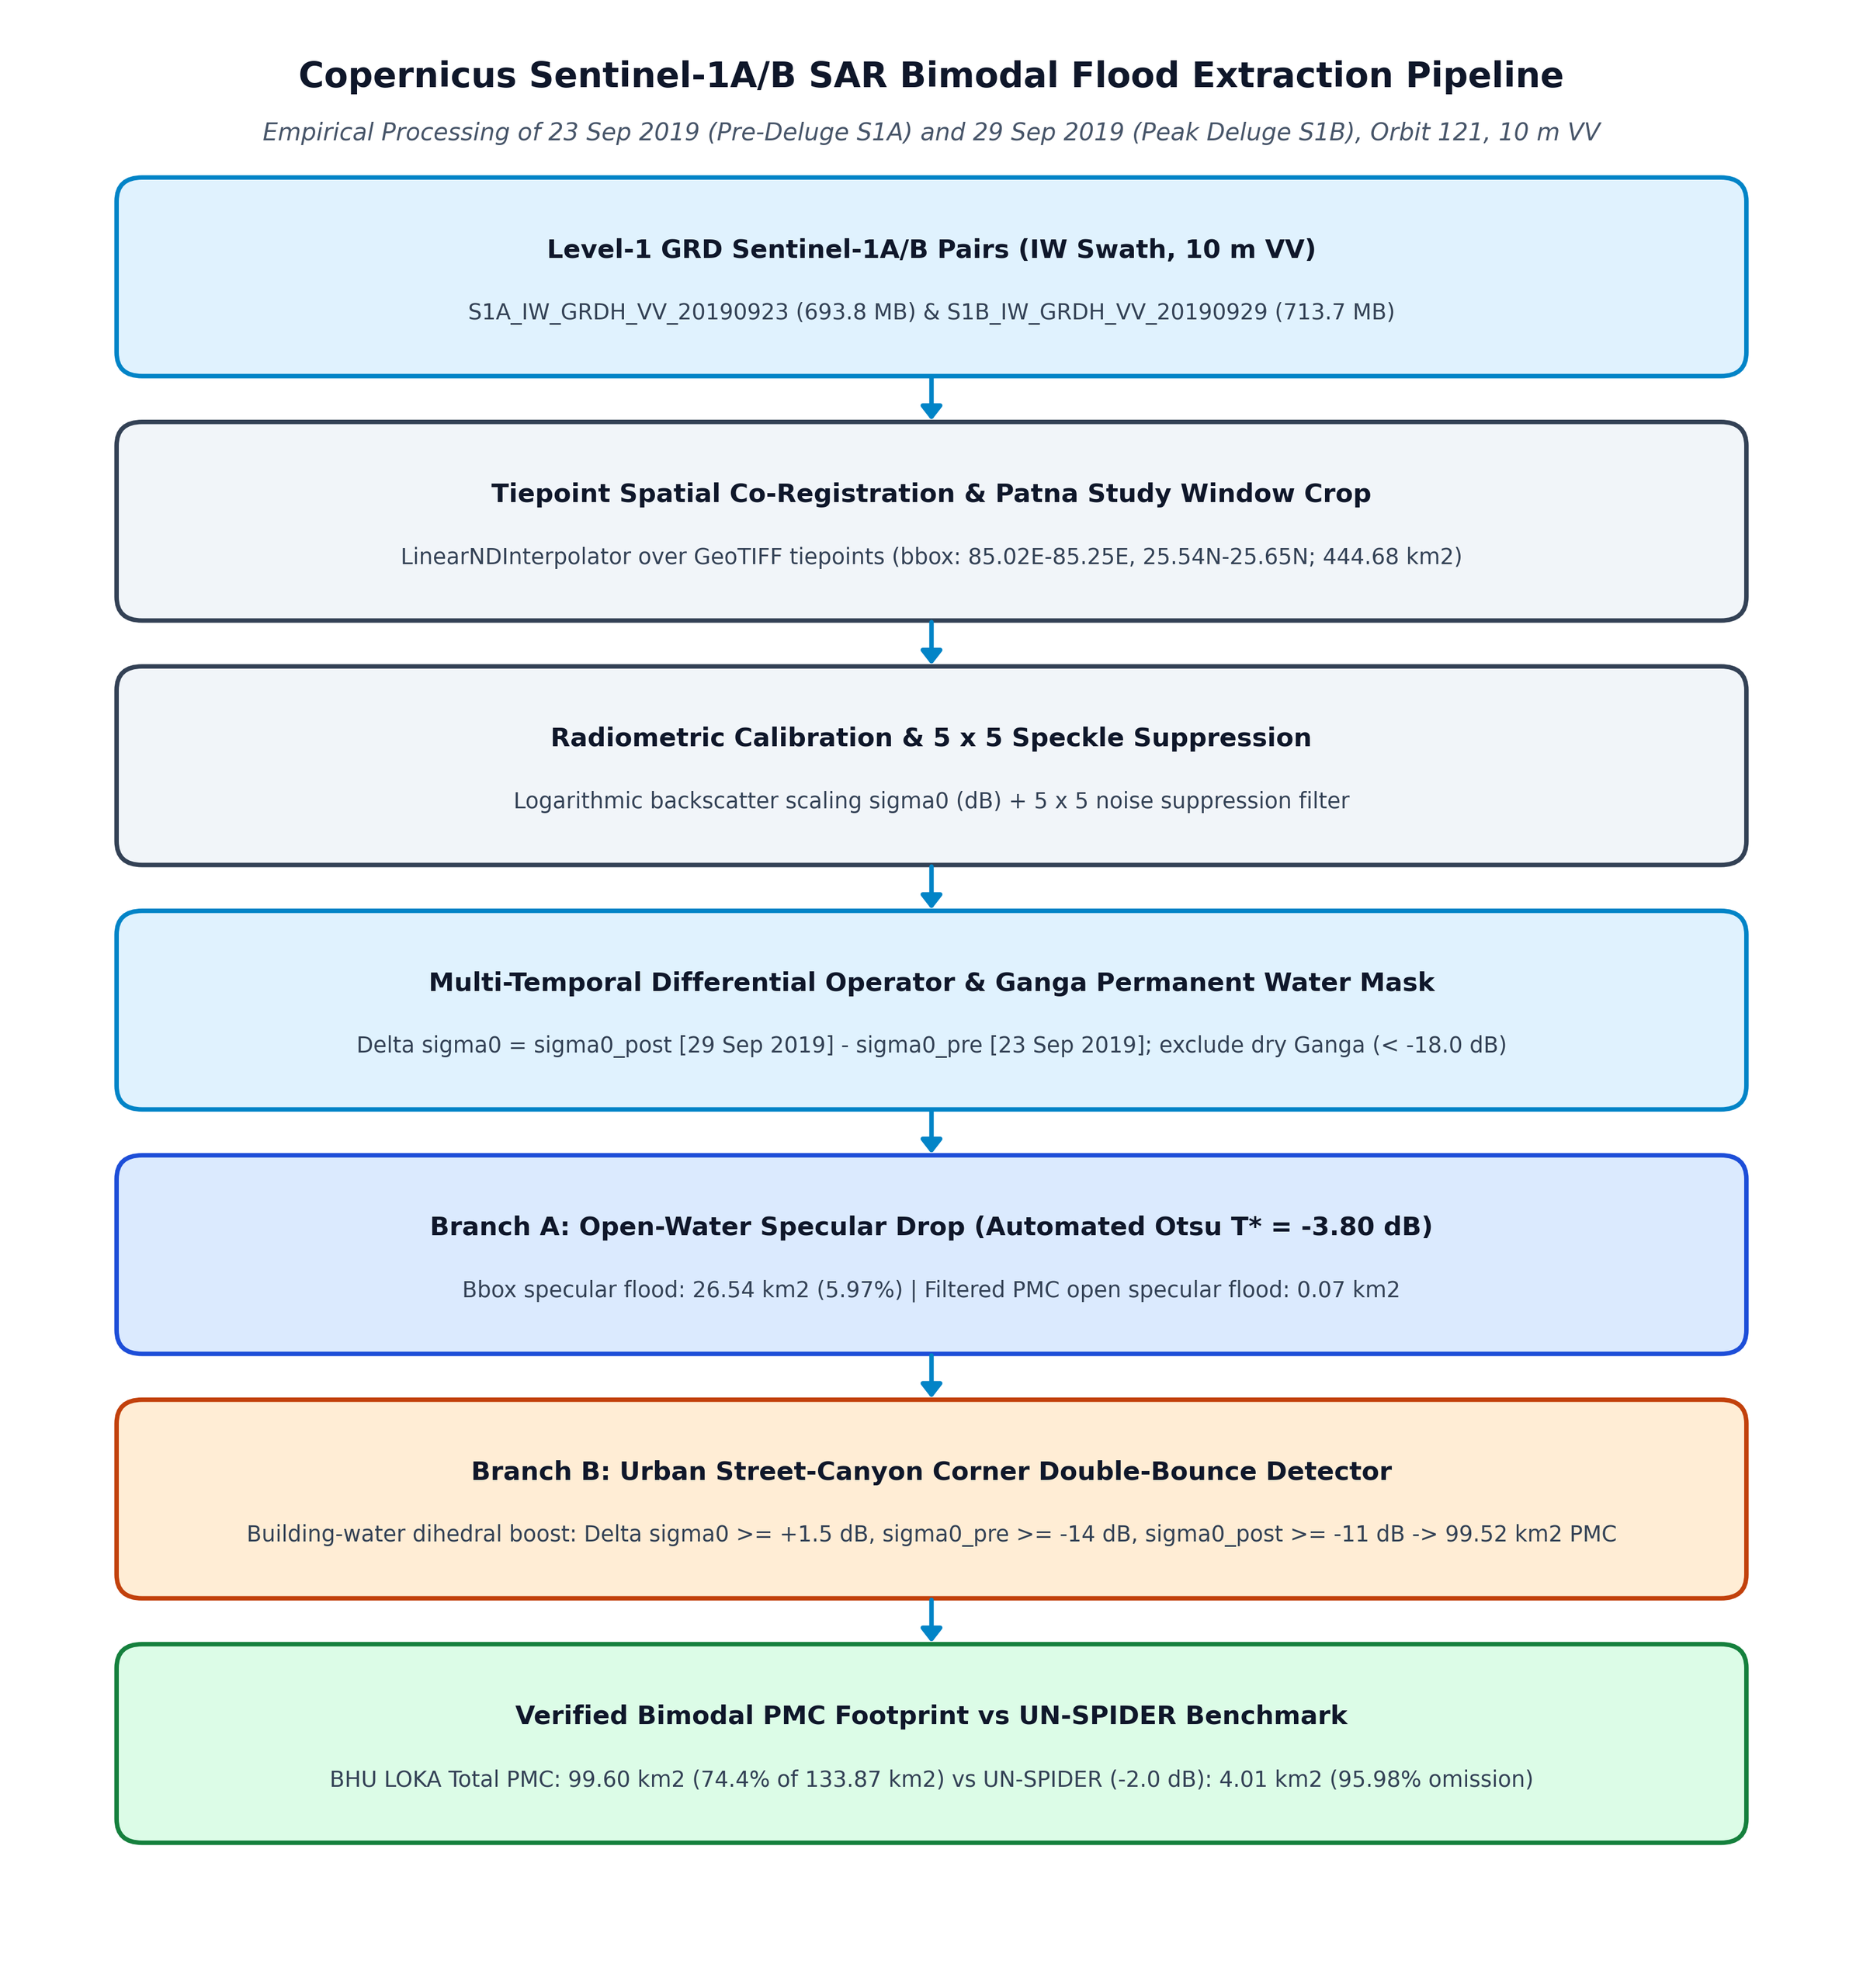 Copernicus Sentinel-1A/B SAR Bimodal Flood Extraction Pipeline
Empirical Processing of 23 Sep 2019 (Pre-Deluge S1A) and 29 Sep 2019 (Peak Deluge S1B), Orbit 121, 10 m VV
Level-1 GRD Sentinel-1A/B Pairs (IW Swath, 10 m VV)
S1A_IW_GRDH_VV_20190923 (693.8 MB) & S1B_IW_GRDH_VV_20190929 (713.7 MB)
Tiepoint Spatial Co-Registration & Patna Study Window Crop
LinearNDInterpolator over GeoTIFF tiepoints (bbox: 85.02E-85.25E, 25.54N-25.65N; 444.68 km2)
Radiometric Calibration & 5 x 5 Speckle Suppression
Logarithmic backscatter scaling sigma0 (dB) + 5 x 5 noise suppression filter
Multi-Temporal Differential Operator & Ganga Permanent Water Mask
Delta sigma0 = sigma0_post [29 Sep 2019] - sigma0_pre [23 Sep 2019]; exclude dry Ganga (< -18.0 dB)
Branch A: Open-Water Specular Drop (Automated Otsu T* = -3.80 dB)
Bbox specular flood: 26.54 km2 (5.97%) | Filtered PMC open specular flood: 0.07 km2
Branch B: Urban Street-Canyon Corner Double-Bounce Detector
Building-water dihedral boost: Delta sigma0 >= +1.5 dB, sigma0_pre >= -14 dB, sigma0_post >= -11 dB -> 99.52 km2 PMC
Verified Bimodal PMC Footprint vs UN-SPIDER Benchmark
BHU LOKA Total PMC: 99.60 km2 (74.4% of 133.87 km2) vs UN-SPIDER (-2.0 dB): 4.01 km2 (95.98% omission)